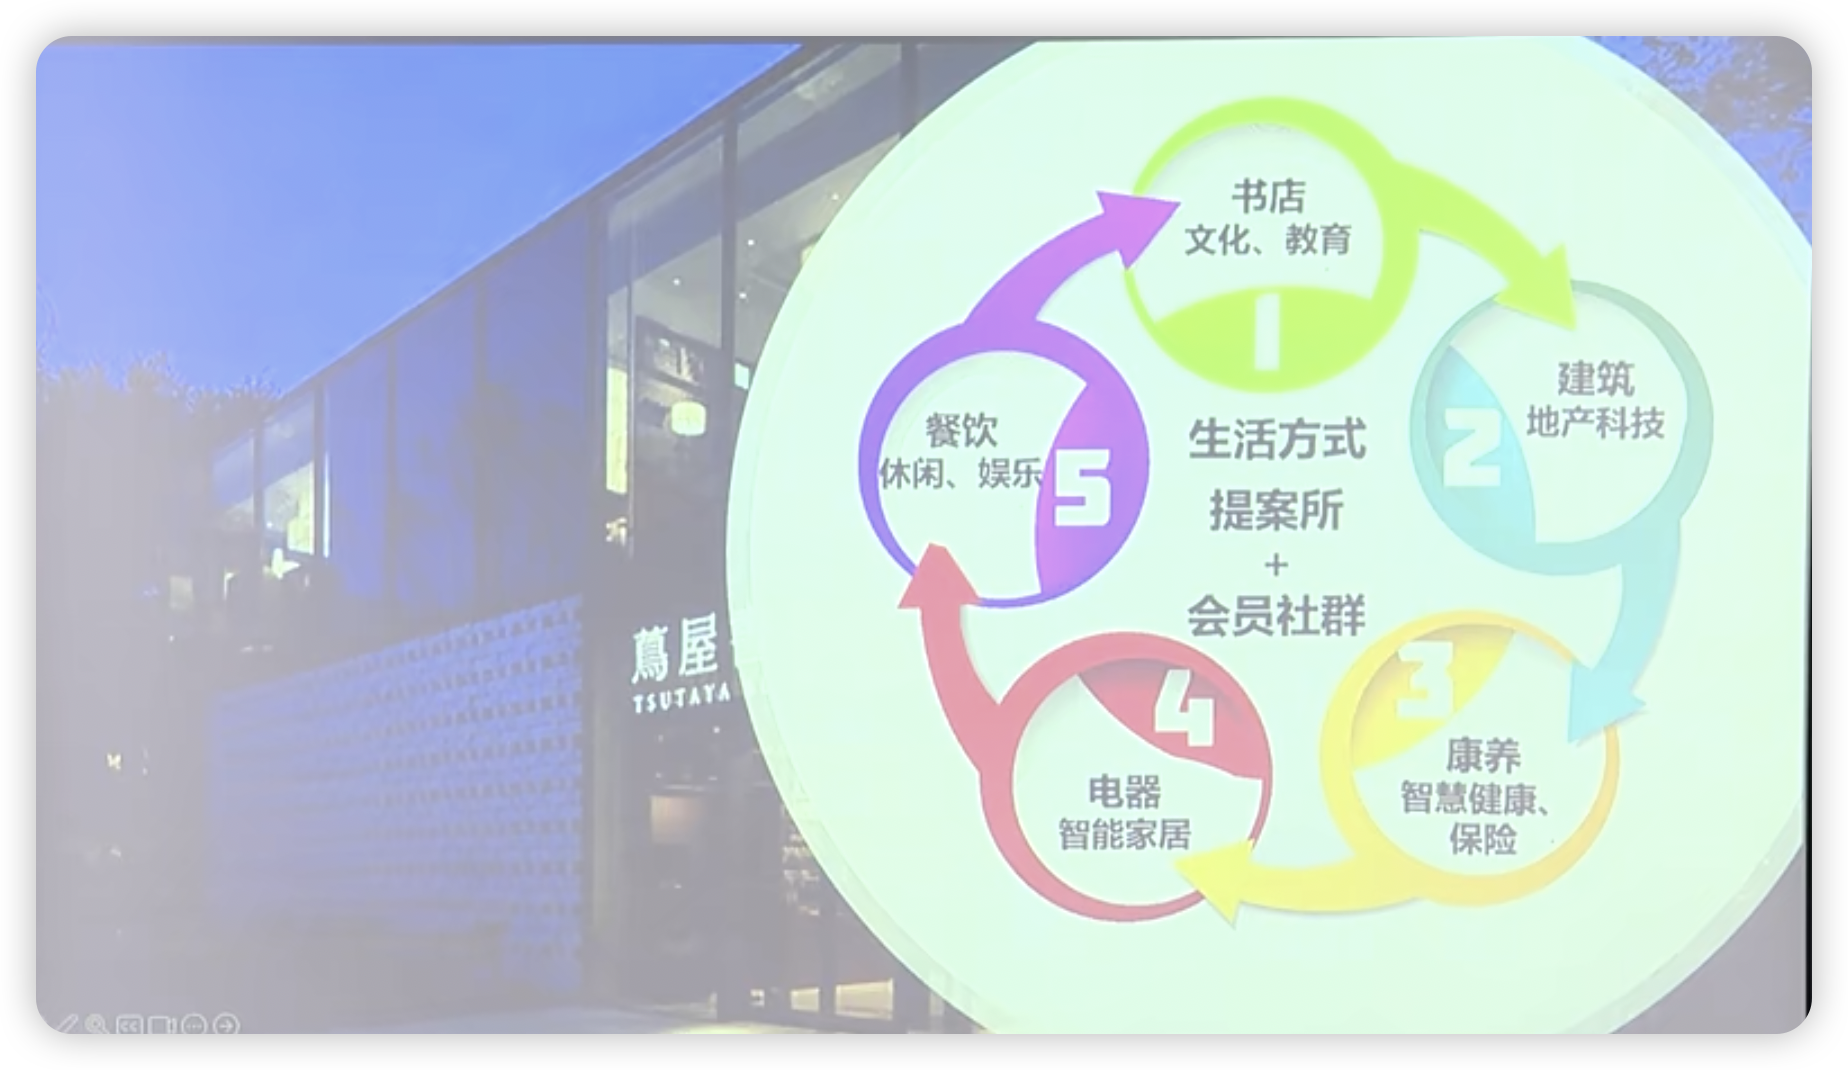 书店
文化、教育
1
建筑
地产科技
2
3
康养
智慧健康、
保险
4
电器
智能家居
餐饮
休闲、娱乐
5
生活方式
提案所
+
会员社群
蔦屋
TSUTAYA